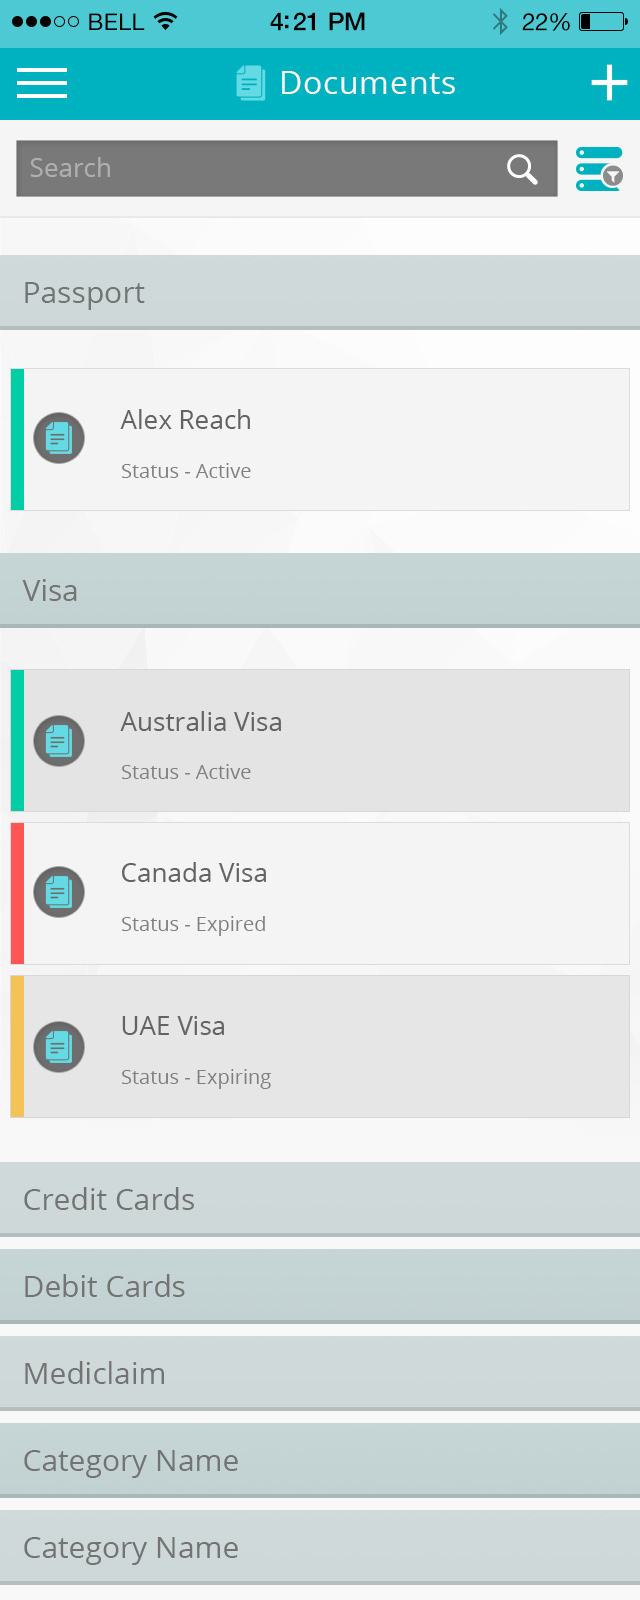 BELL 4:21 PM 22%
Documents
Search
Passport
Alex Reach
Status - Active
Visa
Australia Visa
Status - Active
Canada Visa
Status - Expired
UAE Visa
Status - Expiring
Credit Cards
Debit Cards
Mediclaim
Category Name
Category Name